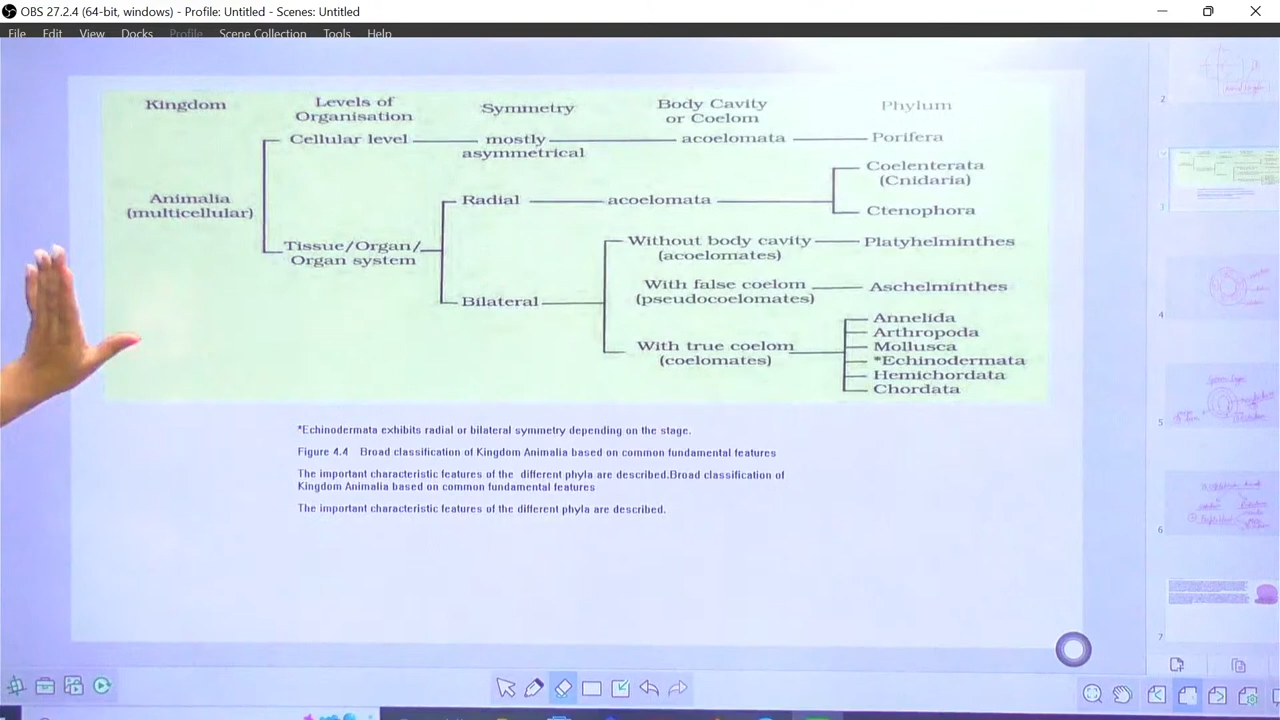 OBS 27.2.4 (64-bit, windows) - Profile: Untitled - Scenes: Untitled
File Edit View Docks Profile Scene Collection Tools Help
Kingdom
Levels of
Organisation
Symmetry
Body Cavity
or Coelom
Phylum
Cellular level
mostly
asymmetrical
acoelomata
Porifera
Animalia
(multicellular)
Tissue/Organ/
Organ system
Radial
acoelomata
Coelenterata
(Cnidaria)
Ctenophora
Bilateral
Without body cavity
(acoelomates)
Platyhelminthes
With false coelom
(pseudocoelomates)
Aschelminthes
With true coelom
(coelomates)
Annelida
Arthropoda
Mollusca
*Echinodermata
Hemichordata
Chordata
*Echinodermata exhibits radial or bilateral symmetry depending on the stage.
Figure 4.4 Broad classification of Kingdom Animalia based on common fundamental features
The important characteristic features of the different phyla are described.Broad classification of
Kingdom Animalia based on common fundamental features
The important characteristic features of the different phyla are described.
2
3
4
5
6
7